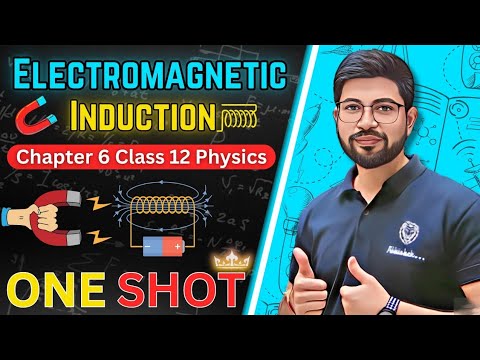 ELECTROMAGNETIC
INDUCTION
Chapter 6 Class 12 Physics
- +
ONE SHOT